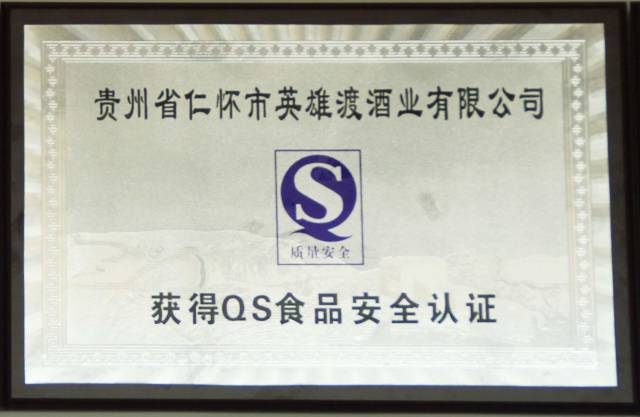 贵州省仁怀市英雄渡酒业有限公司
QS
质量安全
获得QS食品安全认证